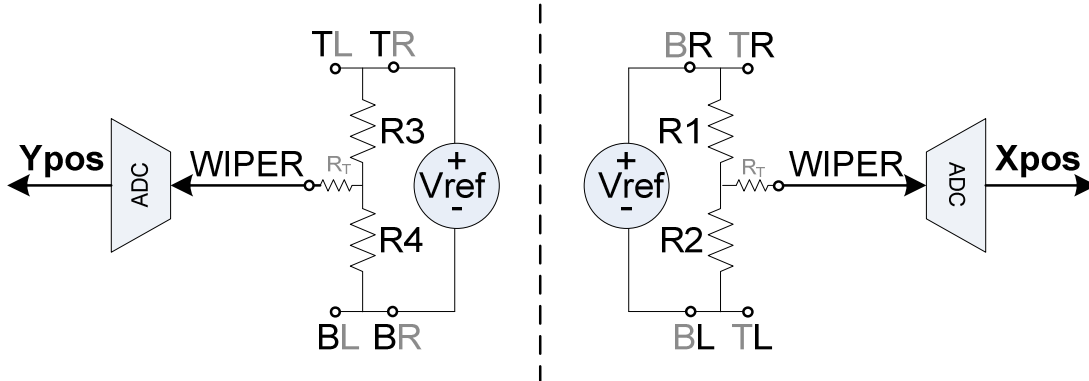 TL TR
R3
Ypos
ADC
WIPER
RT
+
Vref
-
R4
BL BR
BR TR
R1
+
Vref
-
RT
WIPER
ADC
Xpos
R2
BL TL